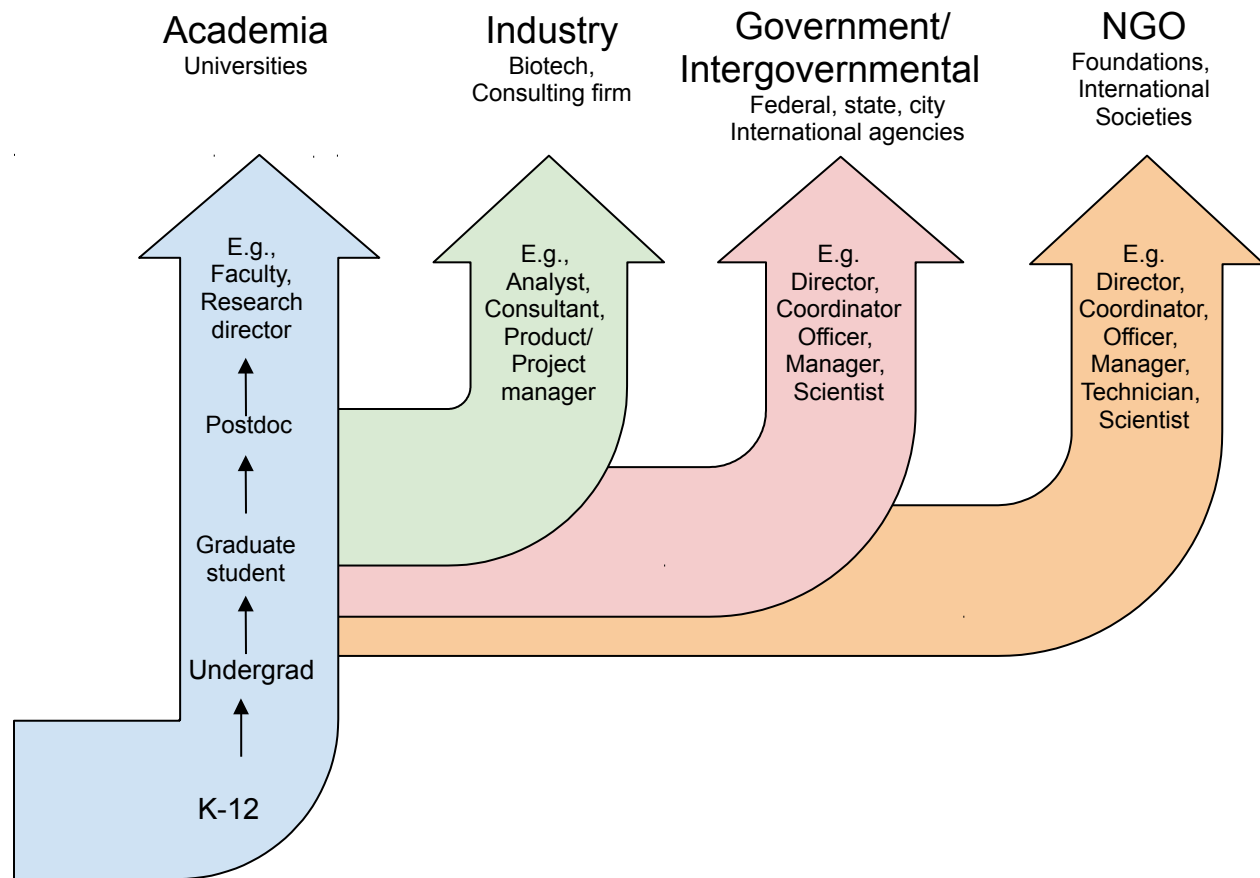 Academia
Universities
Industry
Biotech,
Consulting firm
Government/
Intergovernmental
Federal, state, city
International agencies
NGO
Foundations,
International
Societies
E.g.,
Faculty,
Research
director
Postdoc
Graduate
student
Undergrad
K-12
E.g.,
Analyst,
Consultant,
Product/
Project
manager
E.g.
Director,
Coordinator
Officer,
Manager,
Scientist
E.g.
Director,
Coordinator,
Officer,
Manager,
Technician,
Scientist